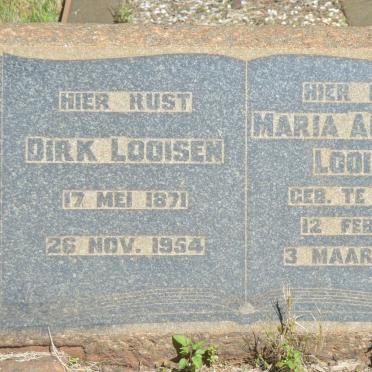 HIER RUST
DIRK LOOISEN
17 MEI 1871
26 NOV. 1954
HIER
MARIA
LOOI
GEB. TE
12 FEB
3 MAAR